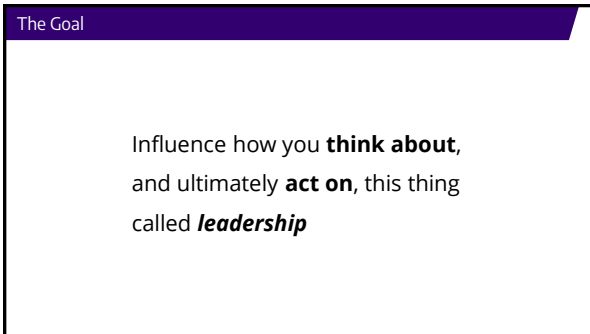 The Goal
Influence how you think about,
and ultimately act on, this thing
called leadership